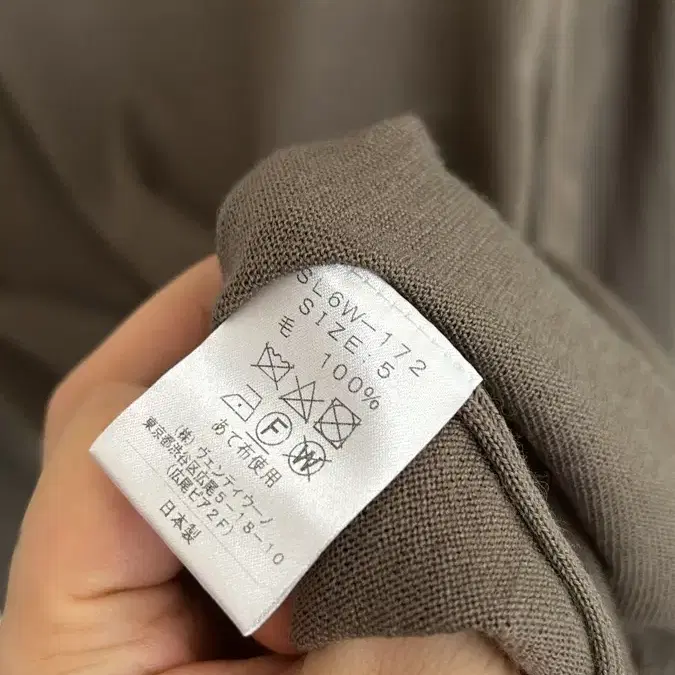 SL6W-172
SIZE:5
毛 100%
F W
あて布使用
(株)ヴェンティウーノ
東京都渋谷区広尾5-18-10
(広尾ピア2F)
日本製